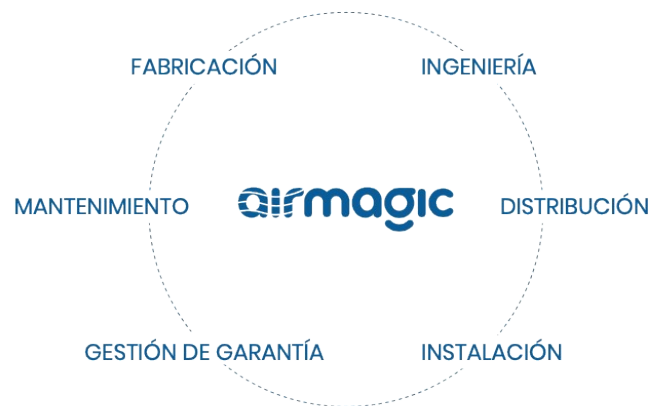 FABRICACIÓN
INGENIERÍA
MANTENIMIENTO
airmagic
DISTRIBUCIÓN
GESTIÓN DE GARANTÍA
INSTALACIÓN